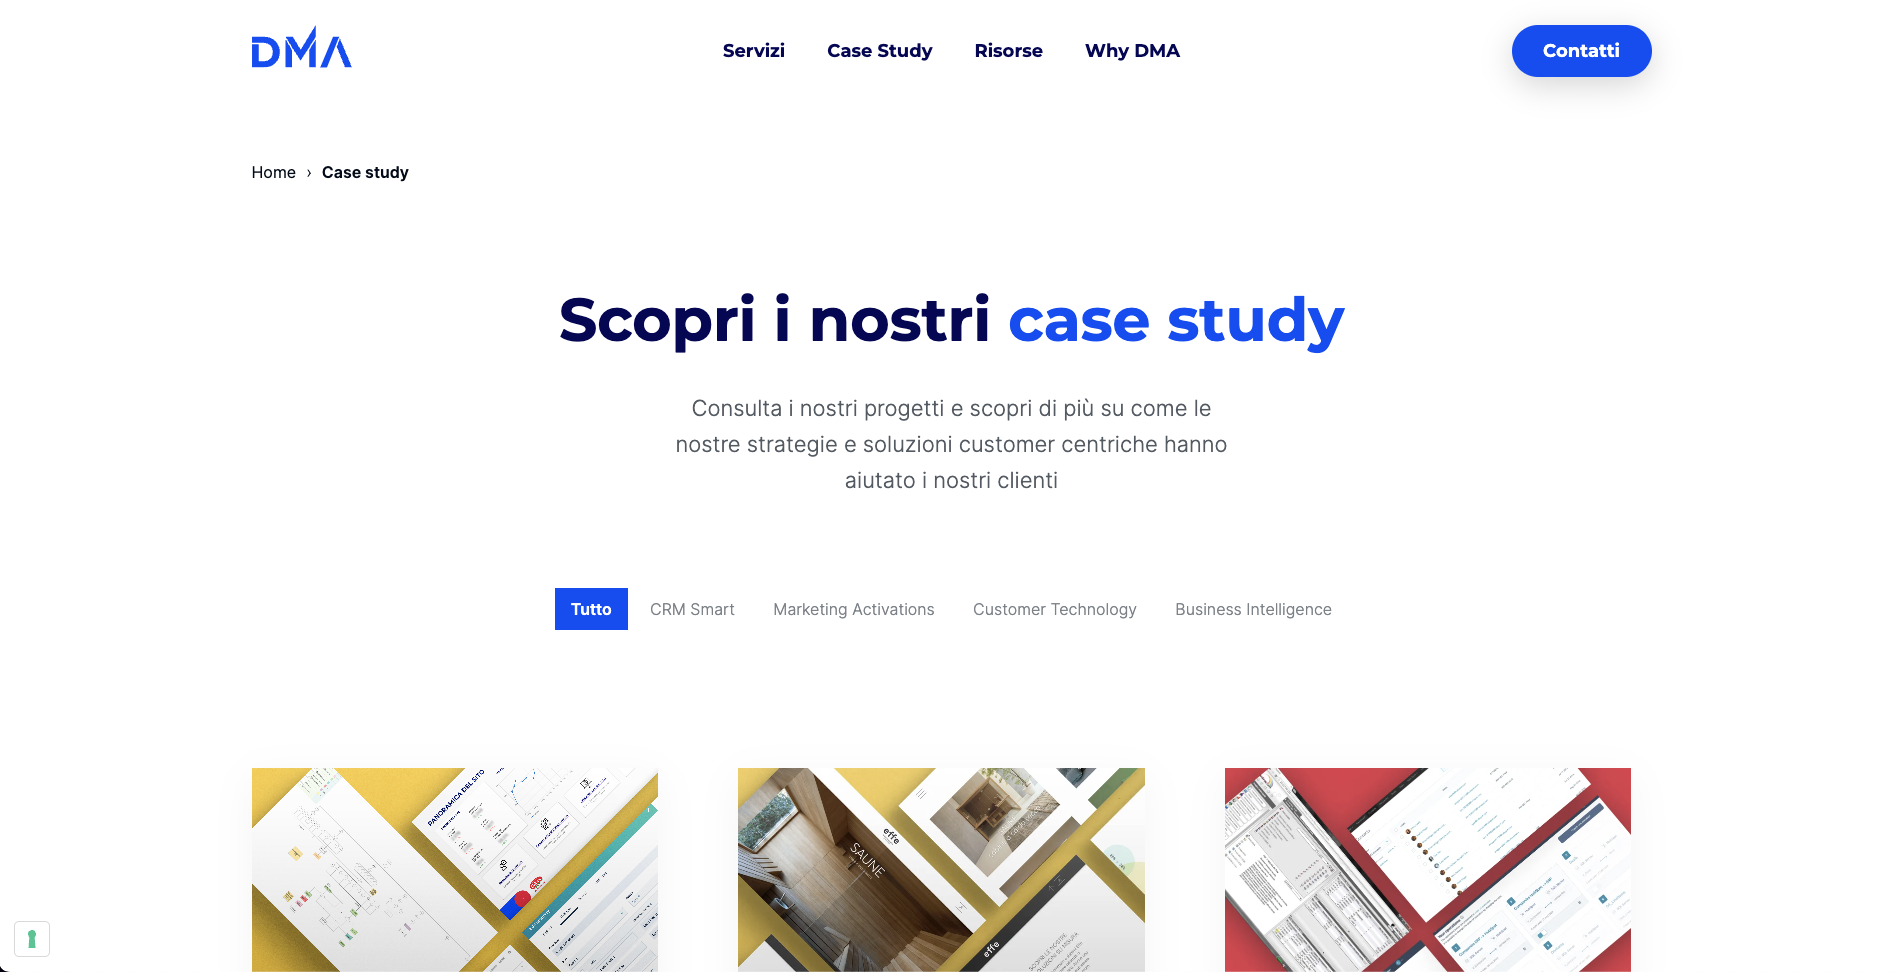 DMA
Servizi
Case Study
Risorse
Why DMA
Contatti
Home › Case study
Scopri i nostri case study
Consulta i nostri progetti e scopri di più su come le
nostre strategie e soluzioni customer centriche hanno
aiutato i nostri clienti
Tutto
CRM Smart
Marketing Activations
Customer Technology
Business Intelligence
PANORAMICA DEL SITO
effe
SAUNE
effe